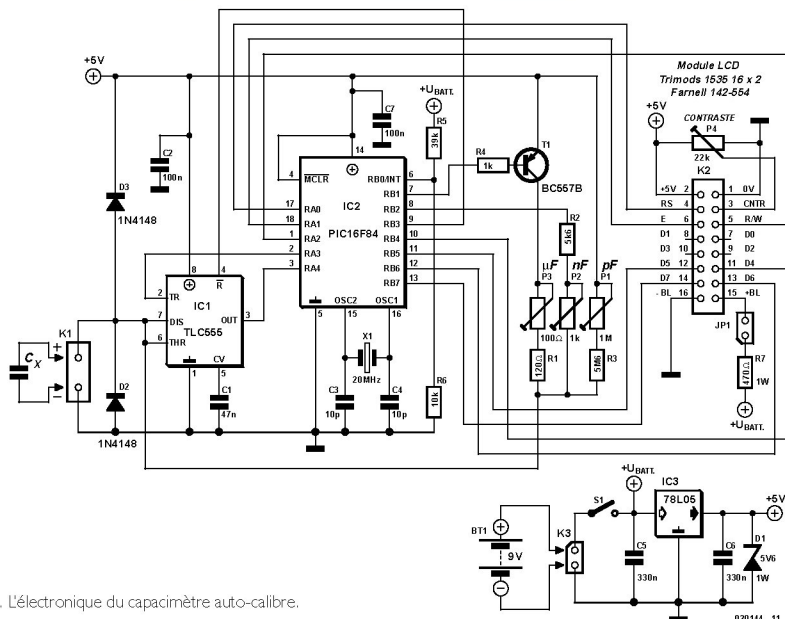 Module LCD
Trimods 1535 16 x 2
Farnell 142-554
+5V
+UBATT.
C7
100n
R5
39k
+5V
CONTRASTE
P4
22k
C2
100n
D3
1N4148
14
4 MCLR
IC2
PIC16F84
RB0/INT 6
RB1 7
RB2 8
RB3 9
RB4 10
RB5 11
RB6 12
RB7 13
17 RA0
18 RA1
1 RA2
2 RA3
3 RA4
5
OSC2
15
OSC1
16
R4
1k
T1
BC557B
R2
5k6
K2
+5V 2 1 0V
RS 4 3 CNTR
E 6 5 R/W
D1 8 7 D0
D3 10 9 D2
D5 12 11 D4
D7 14 13 D6
-BL 16 15 +BL
8
4
R
2 TR
IC1
TLC555
7 DIS
6 THR
OUT 3
CV
1
5
K1
CX
+
–
D2
1N4148
C1
47n
X1
20MHz
C3
10p
C4
10p
R6
10k
µF
P3
100Ω
nF
P2
1k
pF
P1
1M
R1
120Ω
R3
5M6
JP1
R7
470Ω
1W
+UBATT.
BT1
9V
K3
S1
+UBATT.
IC3
78L05
+5V
C5
330n
C6
330n
D1
5V6
1W
. L'électronique du capacimètre auto-calibre.